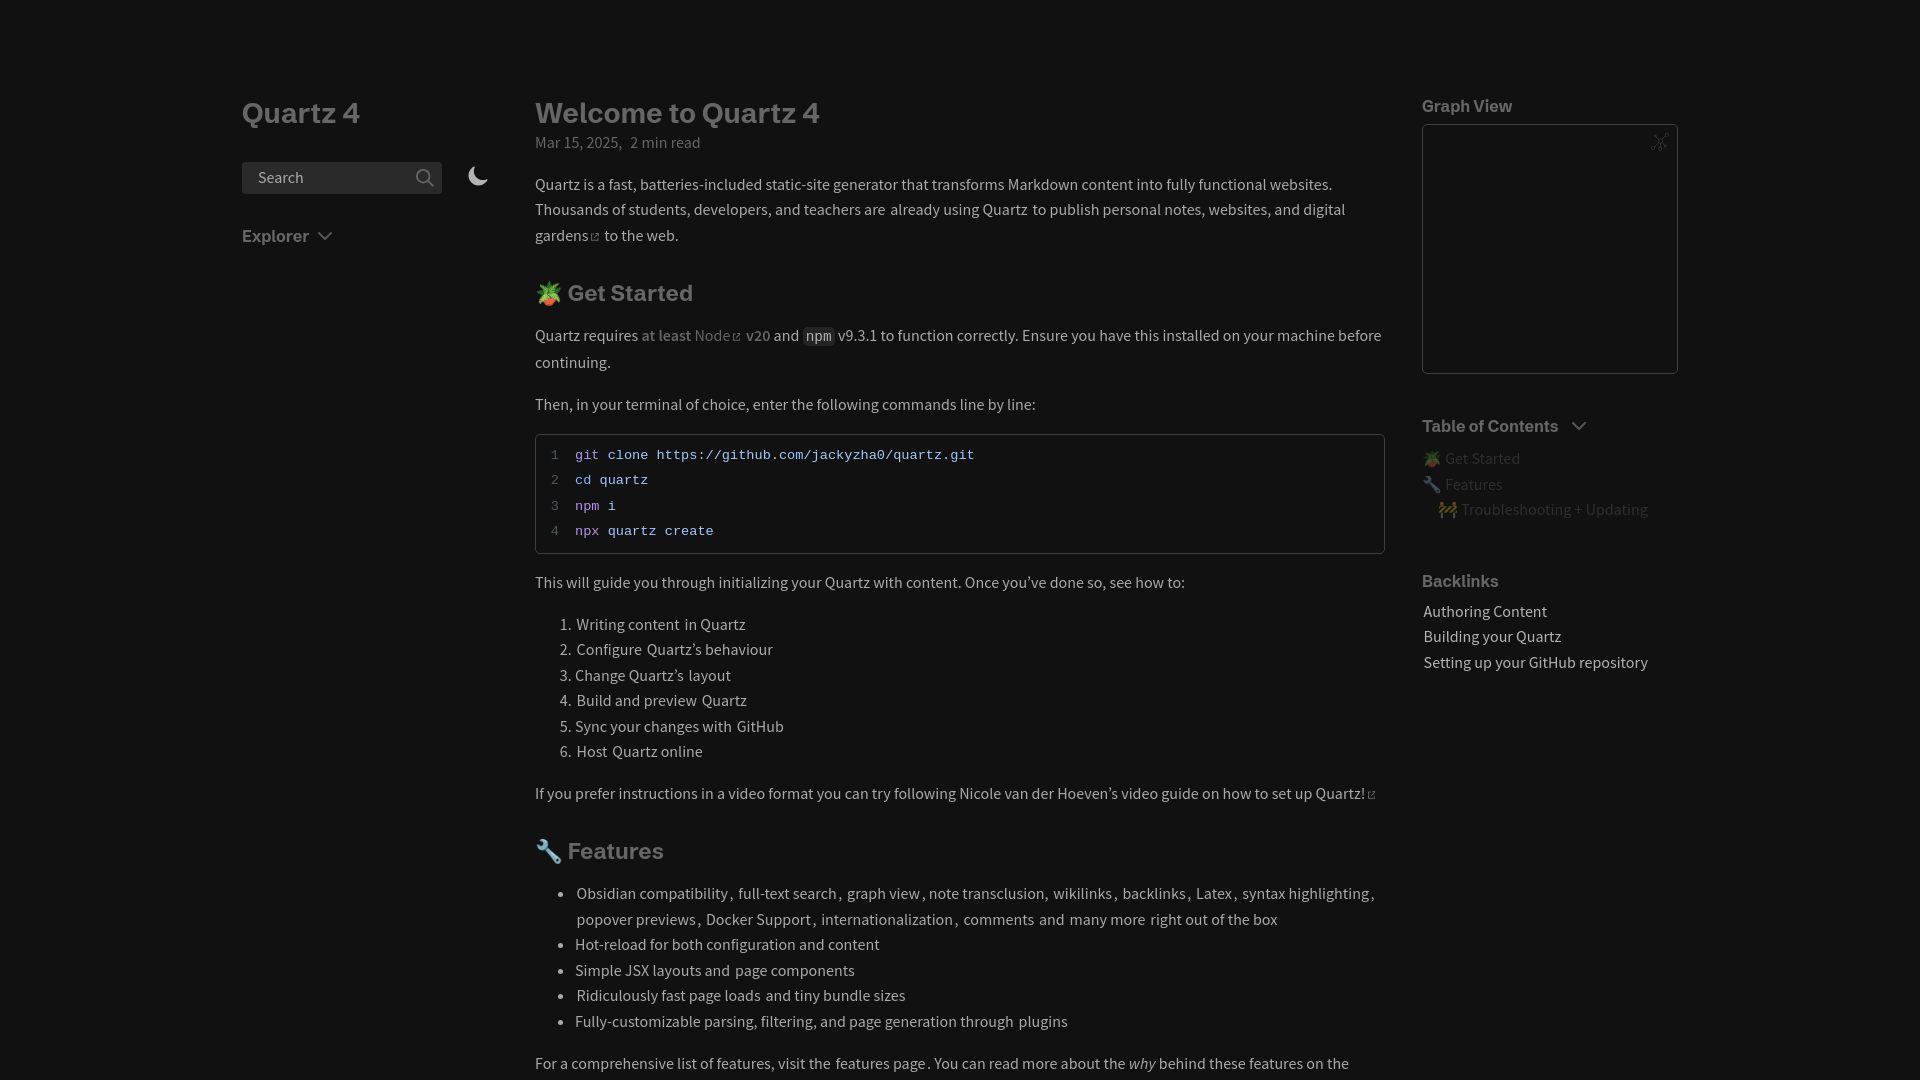 Quartz 4
Search
Explorer
Welcome to Quartz 4
Mar 15, 2025, 2 min read
Quartz is a fast, batteries-included static-site generator that transforms Markdown content into fully functional websites.
Thousands of students, developers, and teachers are already using Quartz to publish personal notes, websites, and digital
gardens to the web.
🪴 Get Started
Quartz requires at least Node v20 and npm v9.3.1 to function correctly. Ensure you have this installed on your machine before
continuing.
Then, in your terminal of choice, enter the following commands line by line:
1 git clone https://github.com/jackyzha0/quartz.git
2 cd quartz
3 npm i
4 npx quartz create
This will guide you through initializing your Quartz with content. Once you’ve done so, see how to:
1. Writing content in Quartz
2. Configure Quartz’s behaviour
3. Change Quartz’s layout
4. Build and preview Quartz
5. Sync your changes with GitHub
6. Host Quartz online
If you prefer instructions in a video format you can try following Nicole van der Hoeven’s video guide on how to set up Quartz!
🔧 Features
• Obsidian compatibility, full-text search, graph view, note transclusion, wikilinks, backlinks, Latex, syntax highlighting,
popover previews, Docker Support, internationalization, comments and many more right out of the box
• Hot-reload for both configuration and content
• Simple JSX layouts and page components
• Ridiculously fast page loads and tiny bundle sizes
• Fully-customizable parsing, filtering, and page generation through plugins
For a comprehensive list of features, visit the features page. You can read more about the why behind these features on the
Graph View
Table of Contents
🪴 Get Started
🔧 Features
🚧 Troubleshooting + Updating
Backlinks
Authoring Content
Building your Quartz
Setting up your GitHub repository